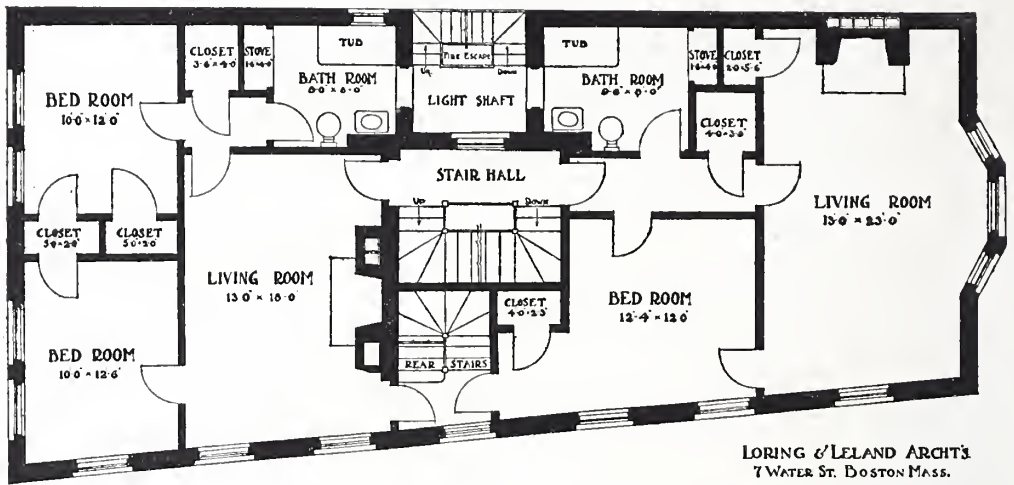 BED ROOM
10'0" × 12'0"
CLOSET
3'6" × 4'0"
STOVE
TUB
BATH ROOM
Up
FIRE ESCAPE
Down
LIGHT SHAFT
TUB
BATH ROOM
STOVE
CLOSET
CLOSET
LIVING ROOM
15'0" × 23'0"
STAIR HALL
Up
Down
CLOSET
CLOSET
5'0" × 2'0"
LIVING ROOM
13'0" × 18'0"
BED ROOM
10'0" × 12'6"
CLOSET
REAR STAIRS
BED ROOM
12'-4" × 12'0"
LORING & LELAND ARCHT'S
7 WATER ST. BOSTON MASS.